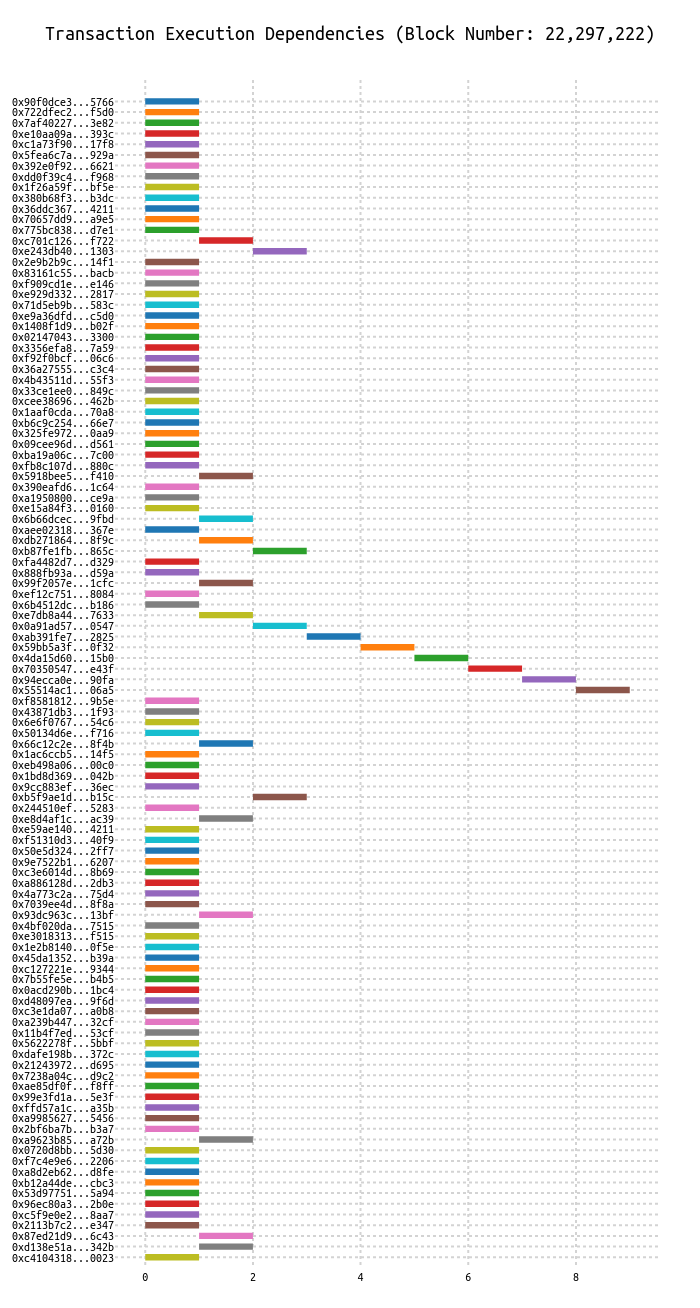 Transaction Execution Dependencies (Block Number: 22,297,222)
0x90f0dce3...5766
0x722dfec2...f5d0
0x7af40227...3e82
0xe10aa09a...393c
0xc1a73f90...17f8
0x5fea6c7a...929a
0x392e0f92...6621
0xdd0f39c4...f968
0x1f26a59f...bf5e
0x380b68f3...b3dc
0x36ddc367...4211
0x70657dd9...a9e5
0x775bc838...d7e1
0xc701c126...f722
0xe243db40...1303
0x2e9b2b9c...14f1
0x83161c55...bacb
0xf909cd1e...e146
0xe929d332...2817
0x71d5eb9b...583c
0xe9a36dfd...c5d0
0x1408f1d9...b02f
0x02147043...3300
0x3356efa8...7a59
0xf92f0bcf...06c6
0x36a27555...c3c4
0x4b43511d...55f3
0x33ce1ee0...849c
0xcee38696...462b
0x1aaf0cda...70a8
0xb6c9c254...66e7
0x325fe972...0aa9
0x09cee96d...d561
0xba19a06c...7c00
0xfb8c107d...880c
0x5918bee5...f410
0x390eafd6...1c64
0xa1950800...ce9a
0xe15a84f3...0160
0x6b66dcec...9fbd
0xaee02318...367e
0xdb271864...8f9c
0xb87fe1fb...865c
0xfa4482d7...d329
0x888fb93a...d59a
0x99f2057e...1cfc
0xef12c751...8084
0x6b4512dc...b186
0xe7db8a44...7633
0x0a91ad57...0547
0xab391fe7...2825
0x59bb5a3f...0f32
0x4da15d60...15b0
0x70350547...e43f
0x94ecca0e...90fa
0x55514ac1...06a5
0xf8581812...9b5e
0x43871db3...1f93
0x6e6f0767...54c6
0x50134d6e...f716
0x66c12c2e...8f4b
0x1ac6ccb5...14f5
0xeb498a06...00c0
0x1bd8d369...042b
0x9cc883ef...36ec
0xb5f9ae1d...b15c
0x244510ef...5283
0xe8d4af1c...ac39
0xe59ae140...4211
0xf51310d3...40f9
0x50e5d324...2ff7
0x9e7522b1...6207
0xc3e6014d...8b69
0xa886128d...2db3
0x4a773c2a...75d4
0x7039ee4d...8f8a
0x93dc963c...13bf
0x4bf020da...7515
0xe3018313...f515
0x1e2b8140...0f5e
0x45da1352...b39a
0xc127221e...9344
0x7b55fe5e...b4b5
0x0acd290b...1bc4
0xd48097ea...9f6d
0xc3e1da07...a0b8
0xa239b447...32cf
0x11b4f7ed...53cf
0x5622278f...5bbf
0xdafe198b...372c
0x21243972...d695
0x7238a04c...d9c2
0xae85df0f...f8ff
0x99e3fd1a...5e3f
0xffd57a1c...a35b
0xa9985627...5456
0x2bf6ba7b...b3a7
0xa9623b85...a72b
0x0720d8bb...5d30
0xf7c4e9e6...2206
0xa8d2eb62...d8fe
0xb12a44de...cbc3
0x53d97751...5a94
0x96ec80a3...2b0e
0xc5f9e0e2...8aa7
0x2113b7c2...e347
0x87ed21d9...6c43
0xd138e51a...342b
0xc4104318...0023
0 2 4 6 8